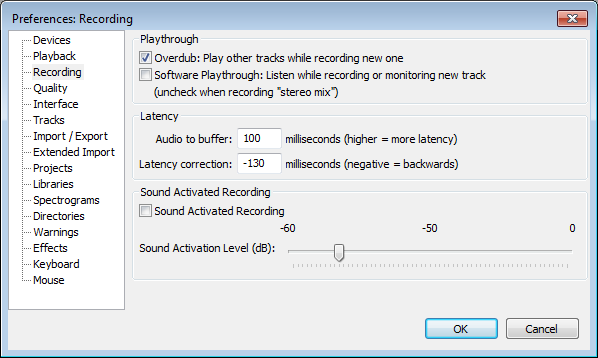 Preferences: Recording
Devices
Playback
Recording
Quality
Interface
Tracks
Import / Export
Extended Import
Projects
Libraries
Spectrograms
Directories
Warnings
Effects
Keyboard
Mouse
Playthrough
Overdub: Play other tracks while recording new one
Software Playthrough: Listen while recording or monitoring new track
(uncheck when recording "stereo mix")
Latency
Audio to buffer: 100 milliseconds (higher = more latency)
Latency correction: -130 milliseconds (negative = backwards)
Sound Activated Recording
Sound Activated Recording
-60 -50 0
Sound Activation Level (dB):
OK Cancel